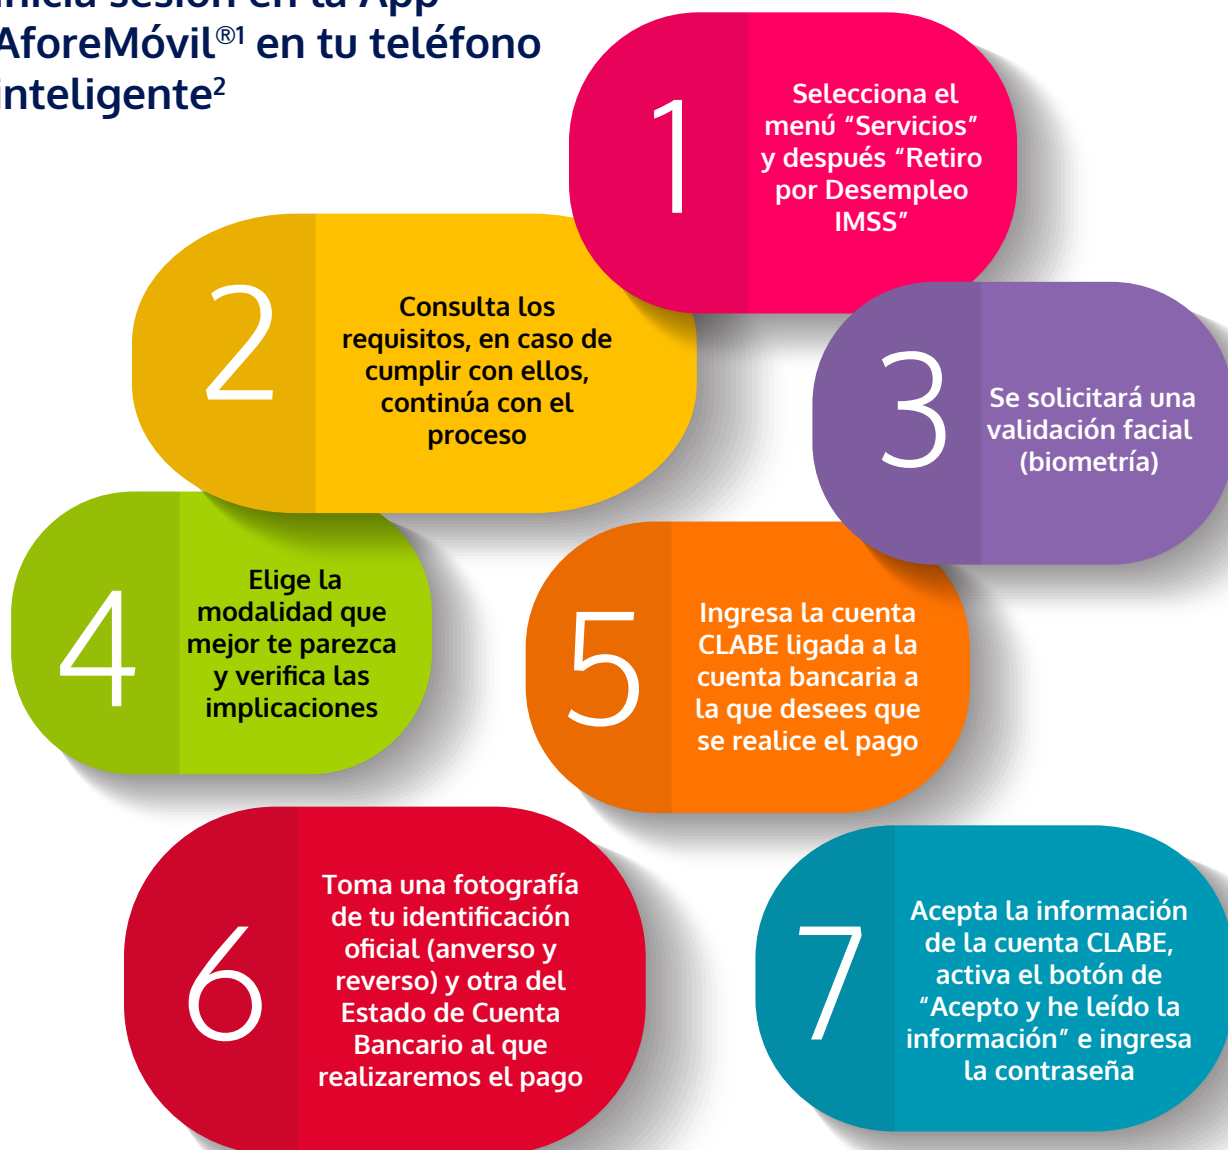 Inicia sesión en la App
AforeMóvil®¹ en tu teléfono
inteligente²
1
Selecciona el
menú “Servicios”
y después “Retiro
por Desempleo
IMSS”
2
Consulta los
requisitos, en caso de
cumplir con ellos,
continúa con el
proceso
3
Se solicitará una
validación facial
(biometría)
4
Elige la
modalidad que
mejor te parezca
y verifica las
implicaciones
5
Ingresa la cuenta
CLABE ligada a la
cuenta bancaria a
la que desees que
se realice el pago
6
Toma una fotografía
de tu identificación
oficial (anverso y
reverso) y otra del
Estado de Cuenta
Bancario al que
realizaremos el pago
7
Acepta la información
de la cuenta CLABE,
activa el botón de
“Acepto y he leído la
información” e ingresa
la contraseña